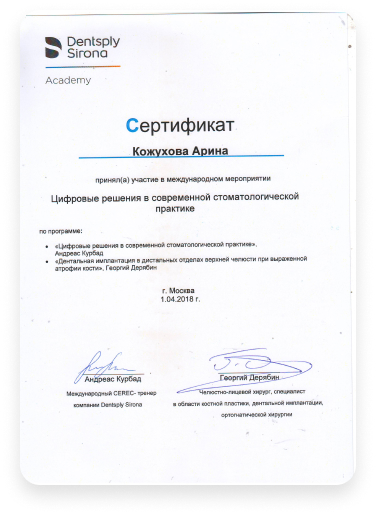 Dentsply
Sirona
Academy
Сертификат
Кожухова Арина
принял(а) участие в международном мероприятии
Цифровые решения в современной стоматологической
практике
по программе:
• «Цифровые решения в современной стоматологической практике»,
Андреас Курбад
• «Дентальная имплантация в дистальных отделах верхней челюсти при выраженной
атрофии кости», Георгий Дерябин
г. Москва
1.04.2018 г.
Андреас Курбад
Международный CEREC- тренер
компании Dentsply Sirona
Георгий Дерябин
Челюстно-лицевой хирург, специалист
в области костной пластики, дентальной имплантации,
ортогнатической хирургии